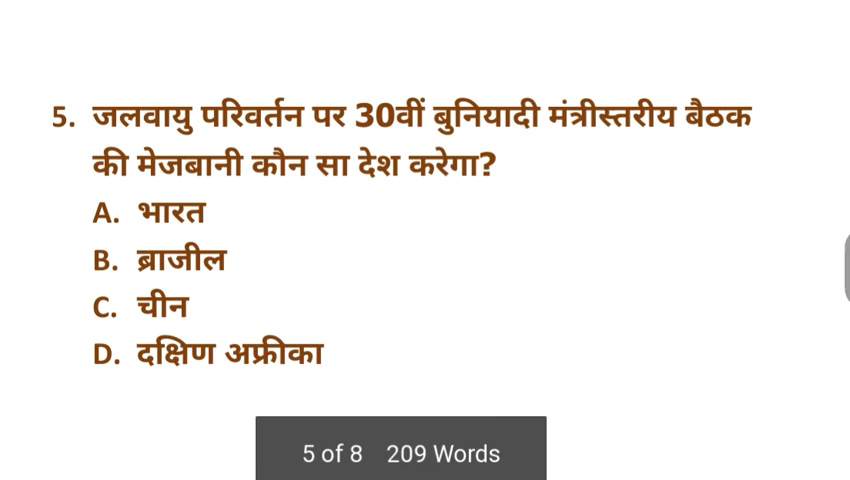 5. जलवायु परिवर्तन पर 30वीं बुनियादी मंत्रीस्तरीय बैठक
की मेजबानी कौन सा देश करेगा?
A. भारत
B. ब्राजील
C. चीन
D. दक्षिण अफ्रीका
5 of 8 209 Words